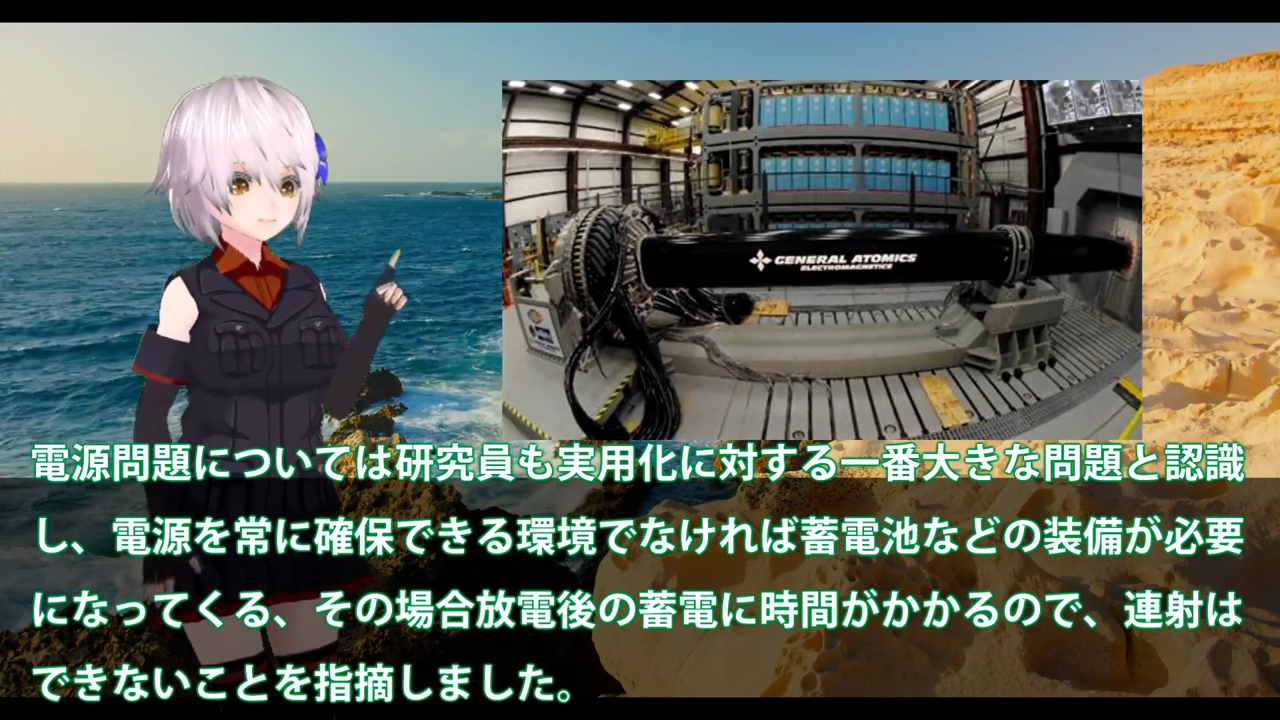 GENERAL ATOMICS
ELECTROMAGNETICS
電源問題については研究員も実用化に対する一番大きな問題と認識
し、電源を常に確保できる環境でなければ蓄電池などの装備が必要
になってくる、その場合放電後の蓄電に時間がかかるので、連射は
できないことを指摘しました。